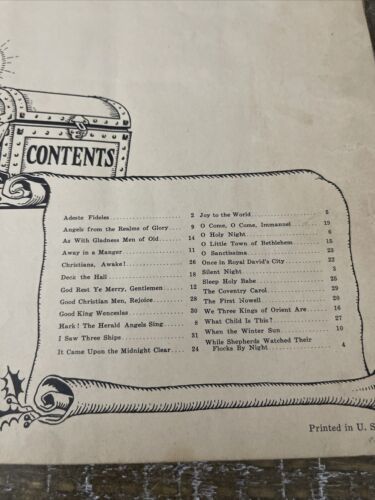 CONTENTS
Adeste Fideles 2
Angels from the Realms of Glory 9
As With Gladness Men of Old 14
Away in a Manger 11
Christians, Awake! 26
Deck the Hall 18
God Rest Ye Merry, Gentlemen 12
Good Christian Men, Rejoice 28
Good King Wenceslas 30
Hark! The Herald Angels Sing 8
I Saw Three Ships 31
It Came Upon the Midnight Clear 24
Joy to the World 5
O Come, O Come, Immanuel 19
O Holy Night 6
O Little Town of Bethlehem 15
O Sanctissima 23
Once in Royal David's City 22
Silent Night 3
Sleep Holy Babe 25
The Coventry Carol 29
The First Nowell 20
We Three Kings of Orient Are 16
What Child Is This? 27
When the Winter Sun 10
While Shepherds Watched Their
Flocks By Night 4
Printed in U. S